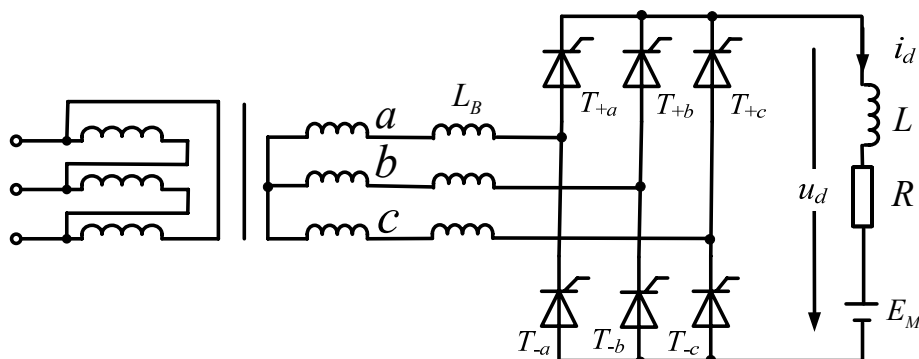 a
L_B
b
c
T_{+a}
T_{+b}
T_{+c}
i_d
L
u_d
R
E_M
T_{-a}
T_{-b}
T_{-c}